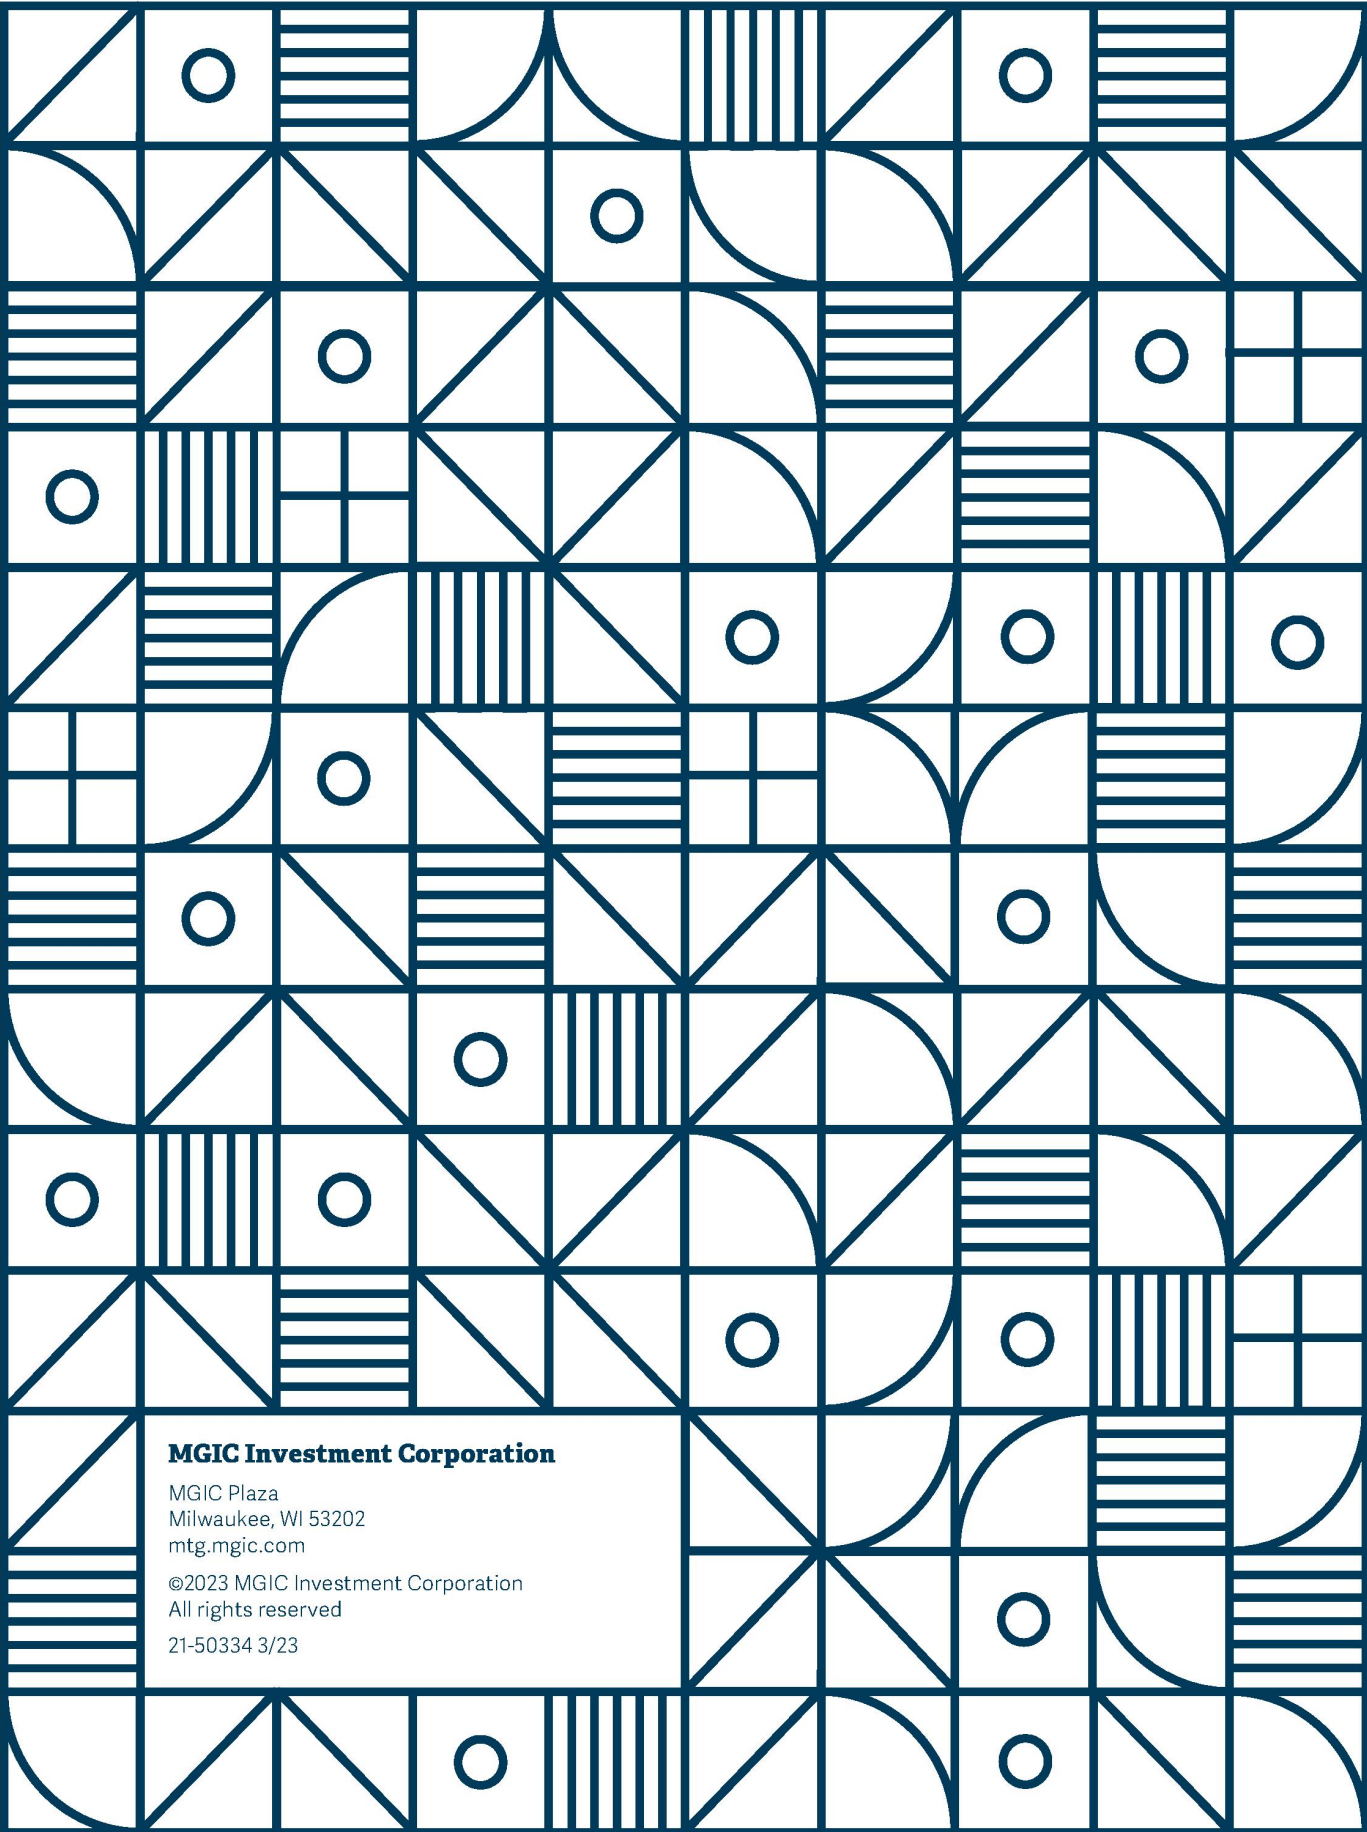 MGIC Investment Corporation
MGIC Plaza
Milwaukee, WI 53202
mtg.mgic.com
©2023 MGIC Investment Corporation
All rights reserved
21-50334 3/23